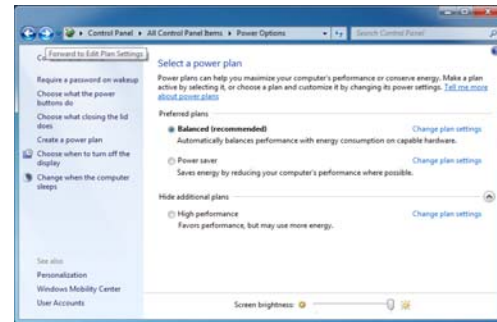 Control Panel ▸ All Control Panel Items ▸ Power Options
Search Control Panel
Forward to Edit Plan Settings
Require a password on wakeup
Choose what the power
buttons do
Choose what closing the lid
does
Create a power plan
Choose when to turn off the
display
Change when the computer
sleeps
See also
Personalization
Windows Mobility Center
User Accounts
Select a power plan
Power plans can help you maximize your computer's performance or conserve energy. Make a plan
active by selecting it, or choose a plan and customize it by changing its power settings. Tell me more
about power plans
Preferred plans
Balanced (recommended) Change plan settings
Automatically balances performance with energy consumption on capable hardware.
Power saver Change plan settings
Saves energy by reducing your computer's performance where possible.
Hide additional plans
High performance Change plan settings
Favors performance, but may use more energy.
Screen brightness: